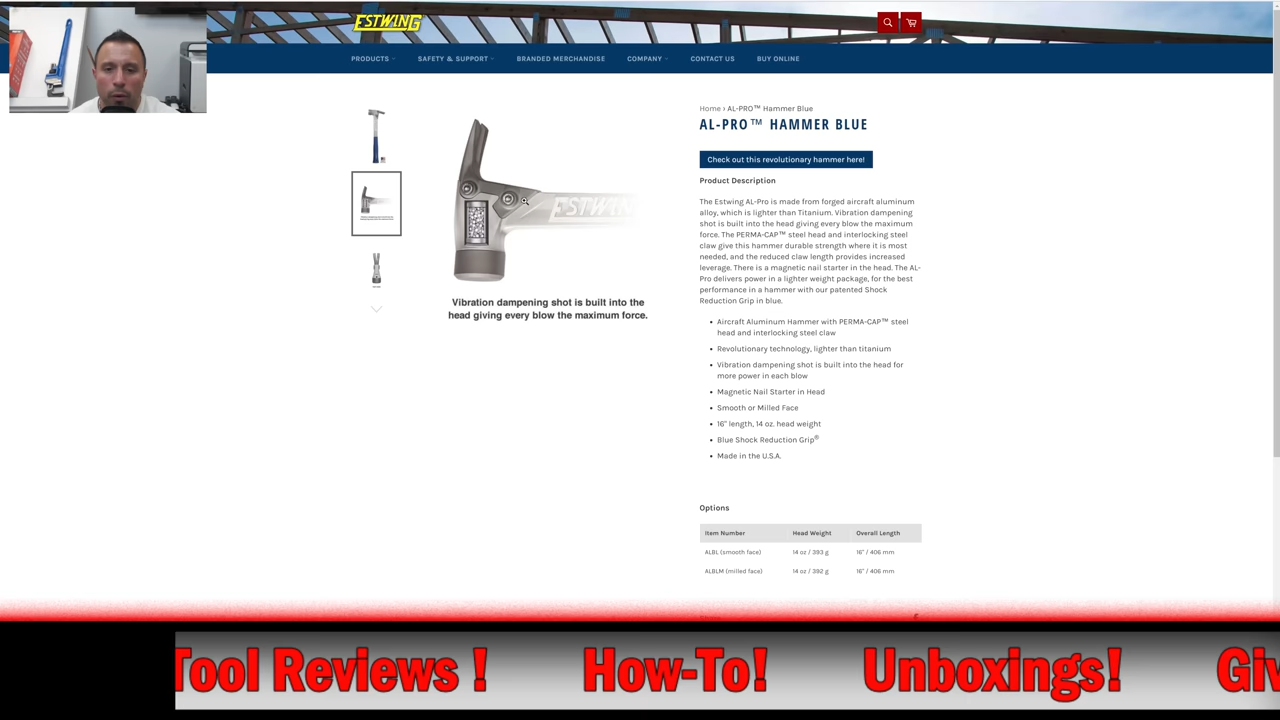 ESTWING
PRODUCTS
SAFETY & SUPPORT
BRANDED MERCHANDISE
COMPANY
CONTACT US
BUY ONLINE
Home › AL-PRO™ Hammer Blue
AL-PRO™ HAMMER BLUE
Check out this revolutionary hammer here!
Product Description
The Estwing AL-Pro is made from forged aircraft aluminum
alloy, which is lighter than Titanium. Vibration dampening
shot is built into the head giving every blow the maximum
force. The PERMA-CAP™ steel head and interlocking steel
claw give this hammer durable strength where it is most
needed, and the reduced claw length provides increased
leverage. There is a magnetic nail starter in the head. The AL-
Pro delivers power in a lighter weight package, for the best
performance in a hammer with our patented Shock
Reduction Grip in blue.
• Aircraft Aluminum Hammer with PERMA-CAP™ steel
head and interlocking steel claw
• Revolutionary technology, lighter than titanium
• Vibration dampening shot is built into the head for
more power in each blow
• Magnetic Nail Starter in Head
• Smooth or Milled Face
• 16" length, 14 oz. head weight
• Blue Shock Reduction Grip®
• Made in the U.S.A.
ESTWING
Vibration dampening shot is built into the
head giving every blow the maximum force.
Options
Item Number Head Weight Overall Length
ALBL (smooth face) 14 oz / 393 g 16" / 406 mm
ALBLM (milled face) 14 oz / 392 g 16" / 406 mm
Tool Reviews ! How-To! Unboxings! Giv